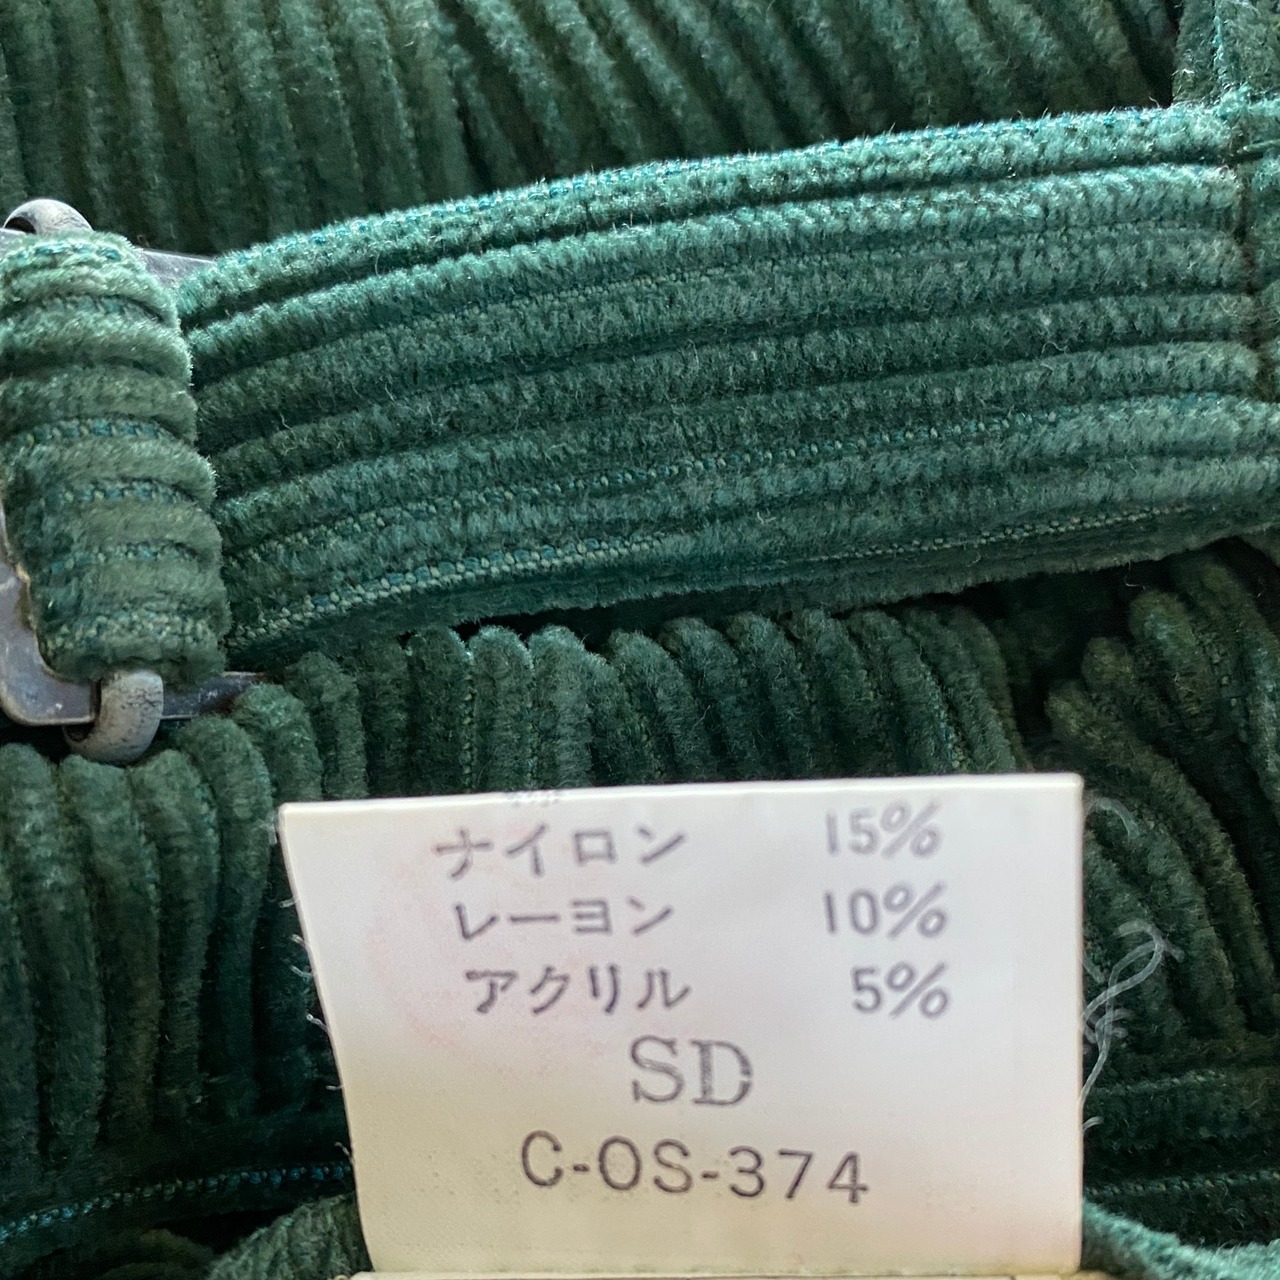 ナイロン 15%
レーヨン 10%
アクリル 5%
SD
C-OS-374